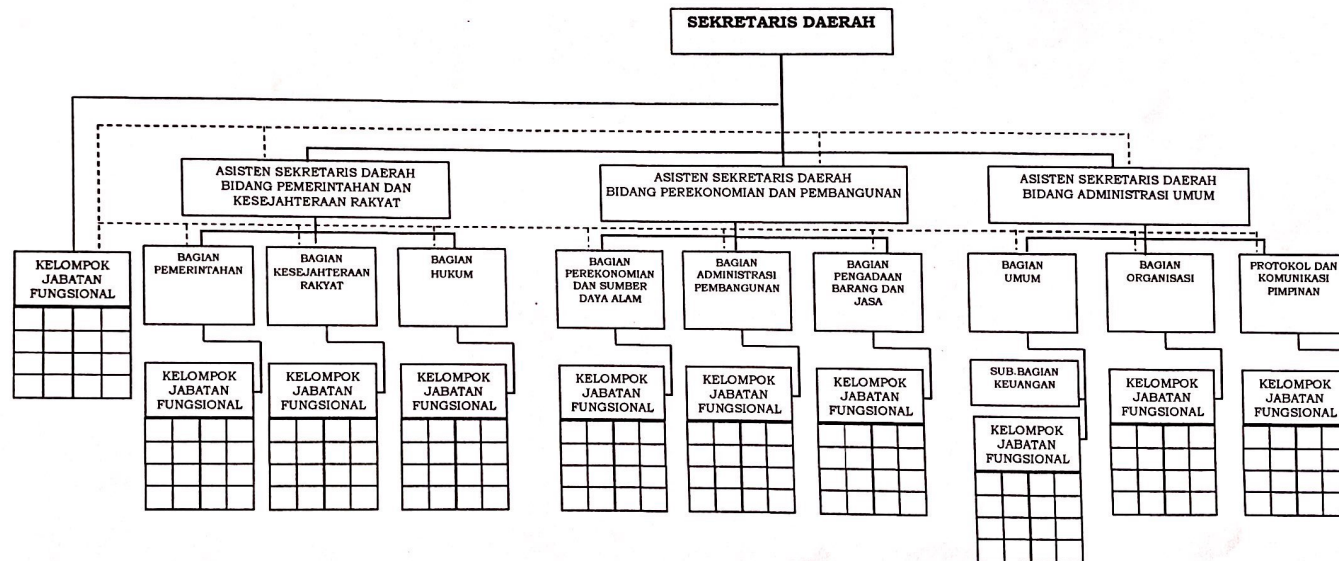 SEKRETARIS DAERAH
ASISTEN SEKRETARIS DAERAH
BIDANG PEMERINTAHAN DAN
KESEJAHTERAAN RAKYAT
ASISTEN SEKRETARIS DAERAH
BIDANG PEREKONOMIAN DAN PEMBANGUNAN
ASISTEN SEKRETARIS DAERAH
BIDANG ADMINISTRASI UMUM
KELOMPOK
JABATAN
FUNGSIONAL
BAGIAN
PEMERINTAHAN
BAGIAN
KESEJAHTERAAN
RAKYAT
BAGIAN
HUKUM
BAGIAN
PEREKONOMIAN
DAN SUMBER
DAYA ALAM
BAGIAN
ADMINISTRASI
PEMBANGUNAN
BAGIAN
PENGADAAN
BARANG DAN
JASA
BAGIAN
UMUM
BAGIAN
ORGANISASI
PROTOKOL DAN
KOMUNIKASI
PIMPINAN
KELOMPOK
JABATAN
FUNGSIONAL
KELOMPOK
JABATAN
FUNGSIONAL
KELOMPOK
JABATAN
FUNGSIONAL
KELOMPOK
JABATAN
FUNGSIONAL
KELOMPOK
JABATAN
FUNGSIONAL
KELOMPOK
JABATAN
FUNGSIONAL
SUB.BAGIAN
KEUANGAN
KELOMPOK
JABATAN
FUNGSIONAL
KELOMPOK
JABATAN
FUNGSIONAL
KELOMPOK
JABATAN
FUNGSIONAL